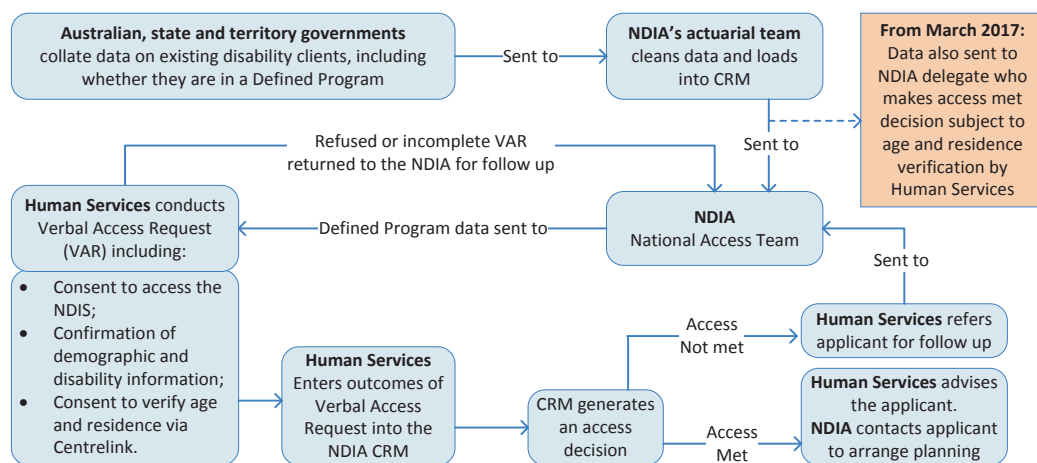 Australian, state and territory governments
collate data on existing disability clients, including
whether they are in a Defined Program
Sent to
NDIA's actuarial team
cleans data and loads
into CRM
From March 2017:
Data also sent to
NDIA delegate who
makes access met
decision subject to
age and residence
verification by
Human Services
Sent to
Refused or incomplete VAR
returned to the NDIA for follow up
Human Services conducts
Verbal Access Request
(VAR) including:
Defined Program data sent to
NDIA
National Access Team
Sent to
• Consent to access the
NDIS;
• Confirmation of
demographic and
disability information;
• Consent to verify age
and residence via
Centrelink.
Human Services
Enters outcomes of
Verbal Access
Request into the
NDIA CRM
CRM generates
an access
decision
Access
Not met
Human Services refers
applicant for follow up
Access
Met
Human Services advises
the applicant.
NDIA contacts applicant
to arrange planning